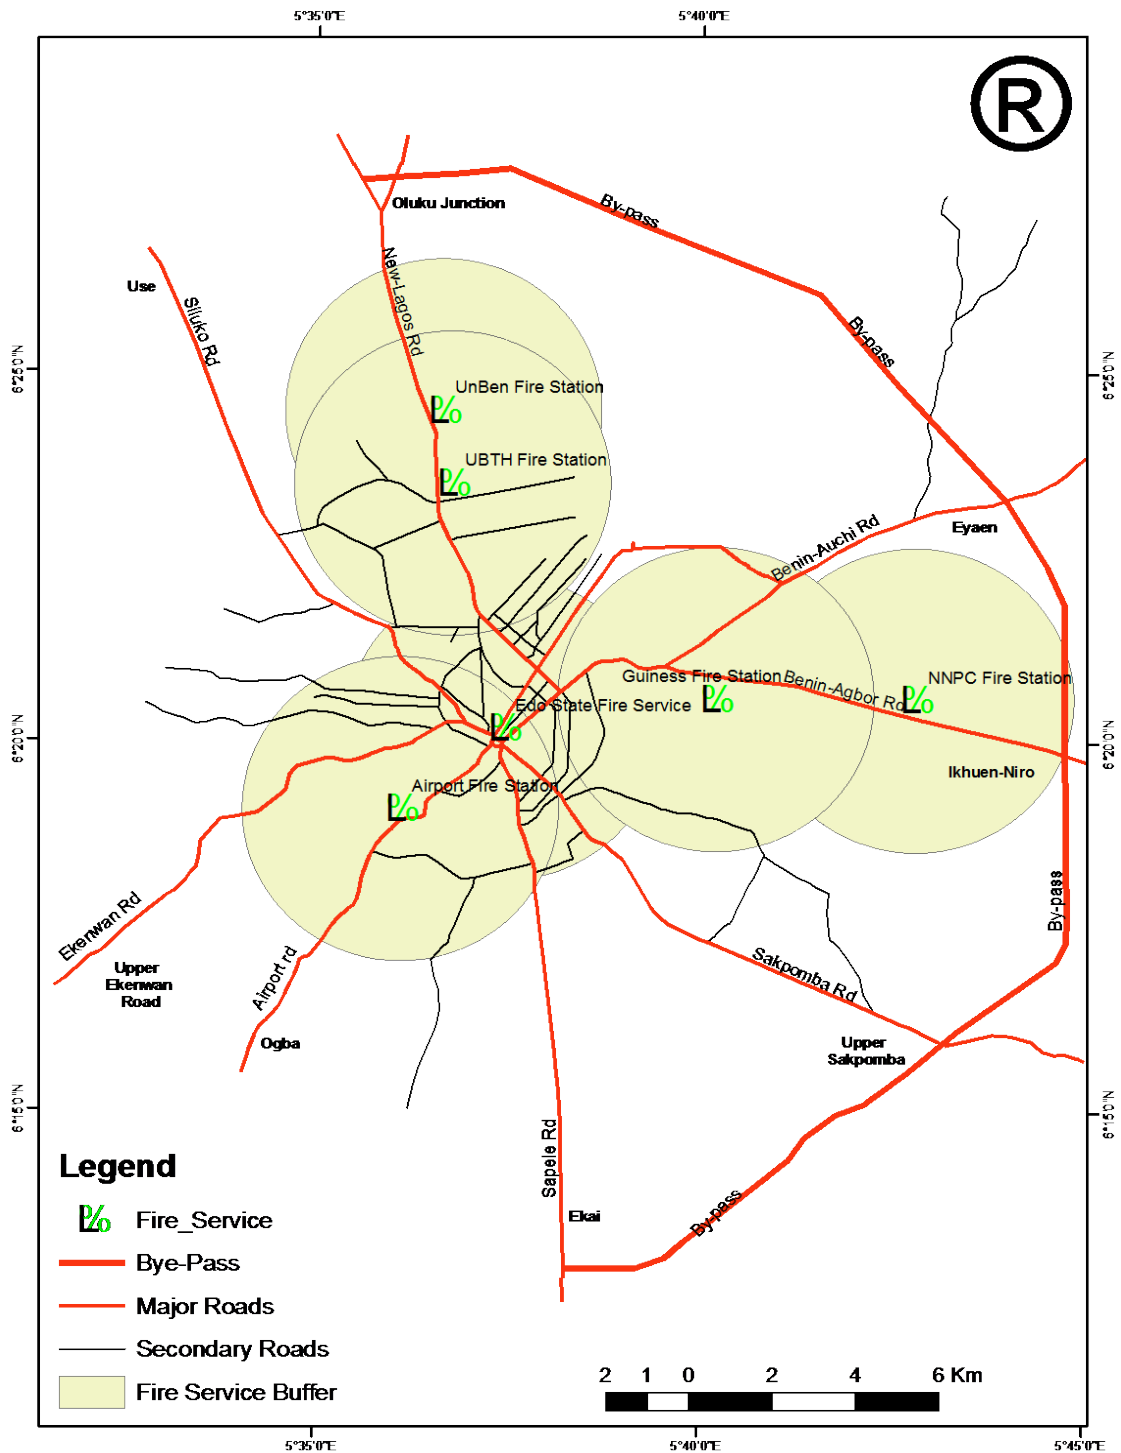 5°35'0"E
5°40'0"E
R
Oluku Junction
By-pass
Use
New-Lagos Rd
Siluko Rd
By-pass
6°25'0"N
6°25'0"N
UnBen Fire Station
UBTH Fire Station
Benin-Auchi Rd
Eyaen
Guiness Fire Station
Benin-Agbor Rd
NNPC Fire Station
Edo State Fire Service
6°20'0"N
6°20'0"N
Ikhuen-Niro
Airport Fire Station
By-pass
Ekenwan Rd
Upper
Ekenwan
Road
Airport rd
Sakpomba Rd
Ogba
Upper
Sakpomba
6°15'0"N
6°15'0"N
Sapele Rd
Ekai
By-pass
Legend
Fire_Service
Bye-Pass
Major Roads
Secondary Roads
Fire Service Buffer
2 1 0 2 4 6 Km
5°35'0"E
5°40'0"E
5°45'0"E